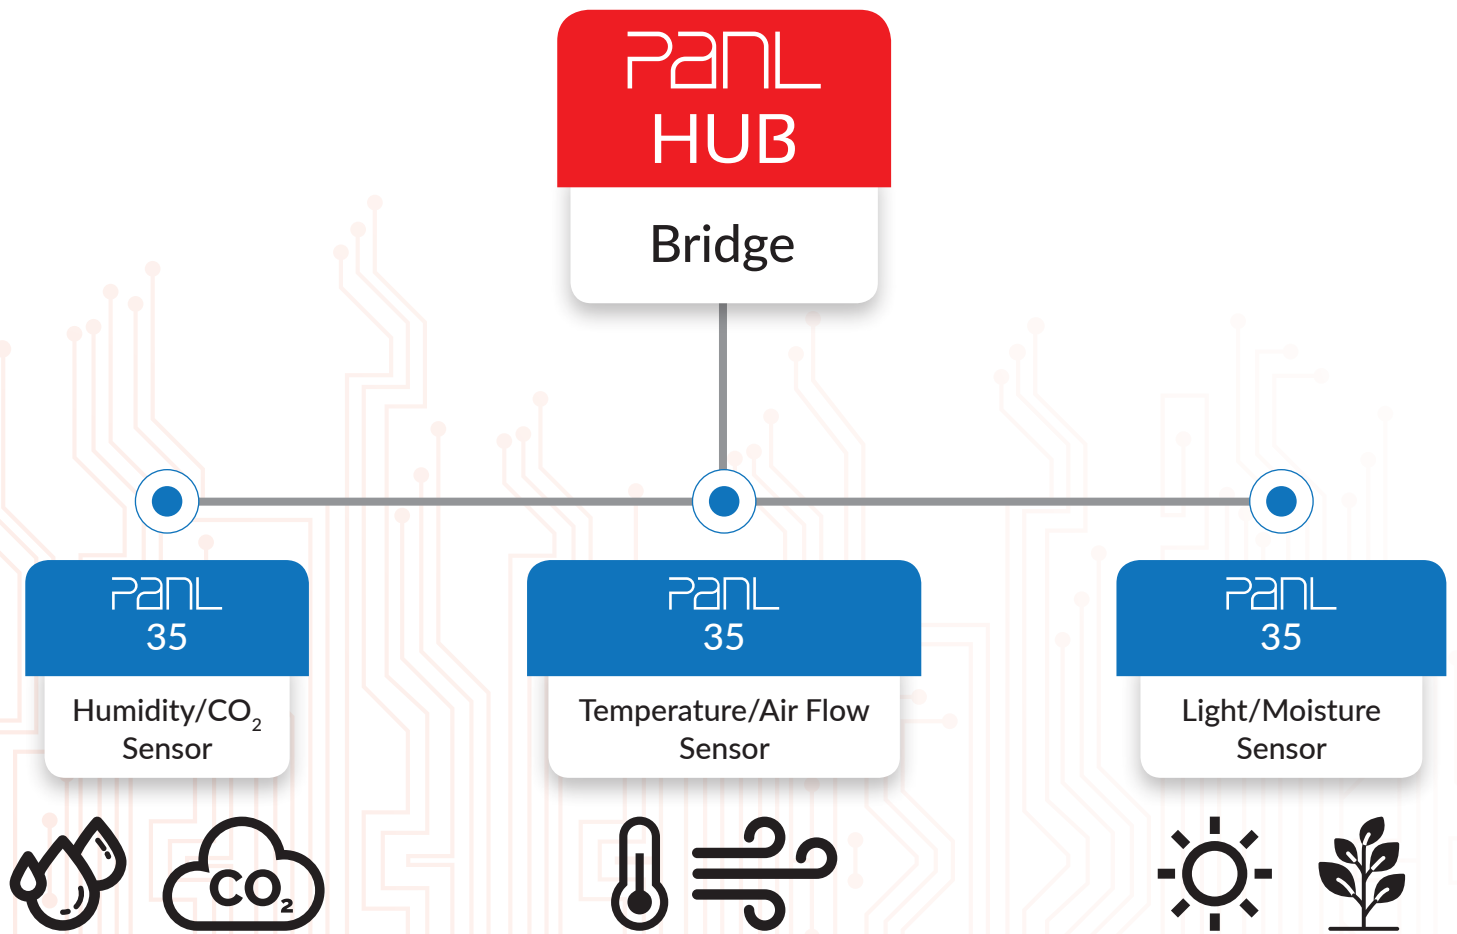 PanL
HUB
Bridge
PanL
35
Humidity/CO₂
Sensor
PanL
35
Temperature/Air Flow
Sensor
PanL
35
Light/Moisture
Sensor
CO₂